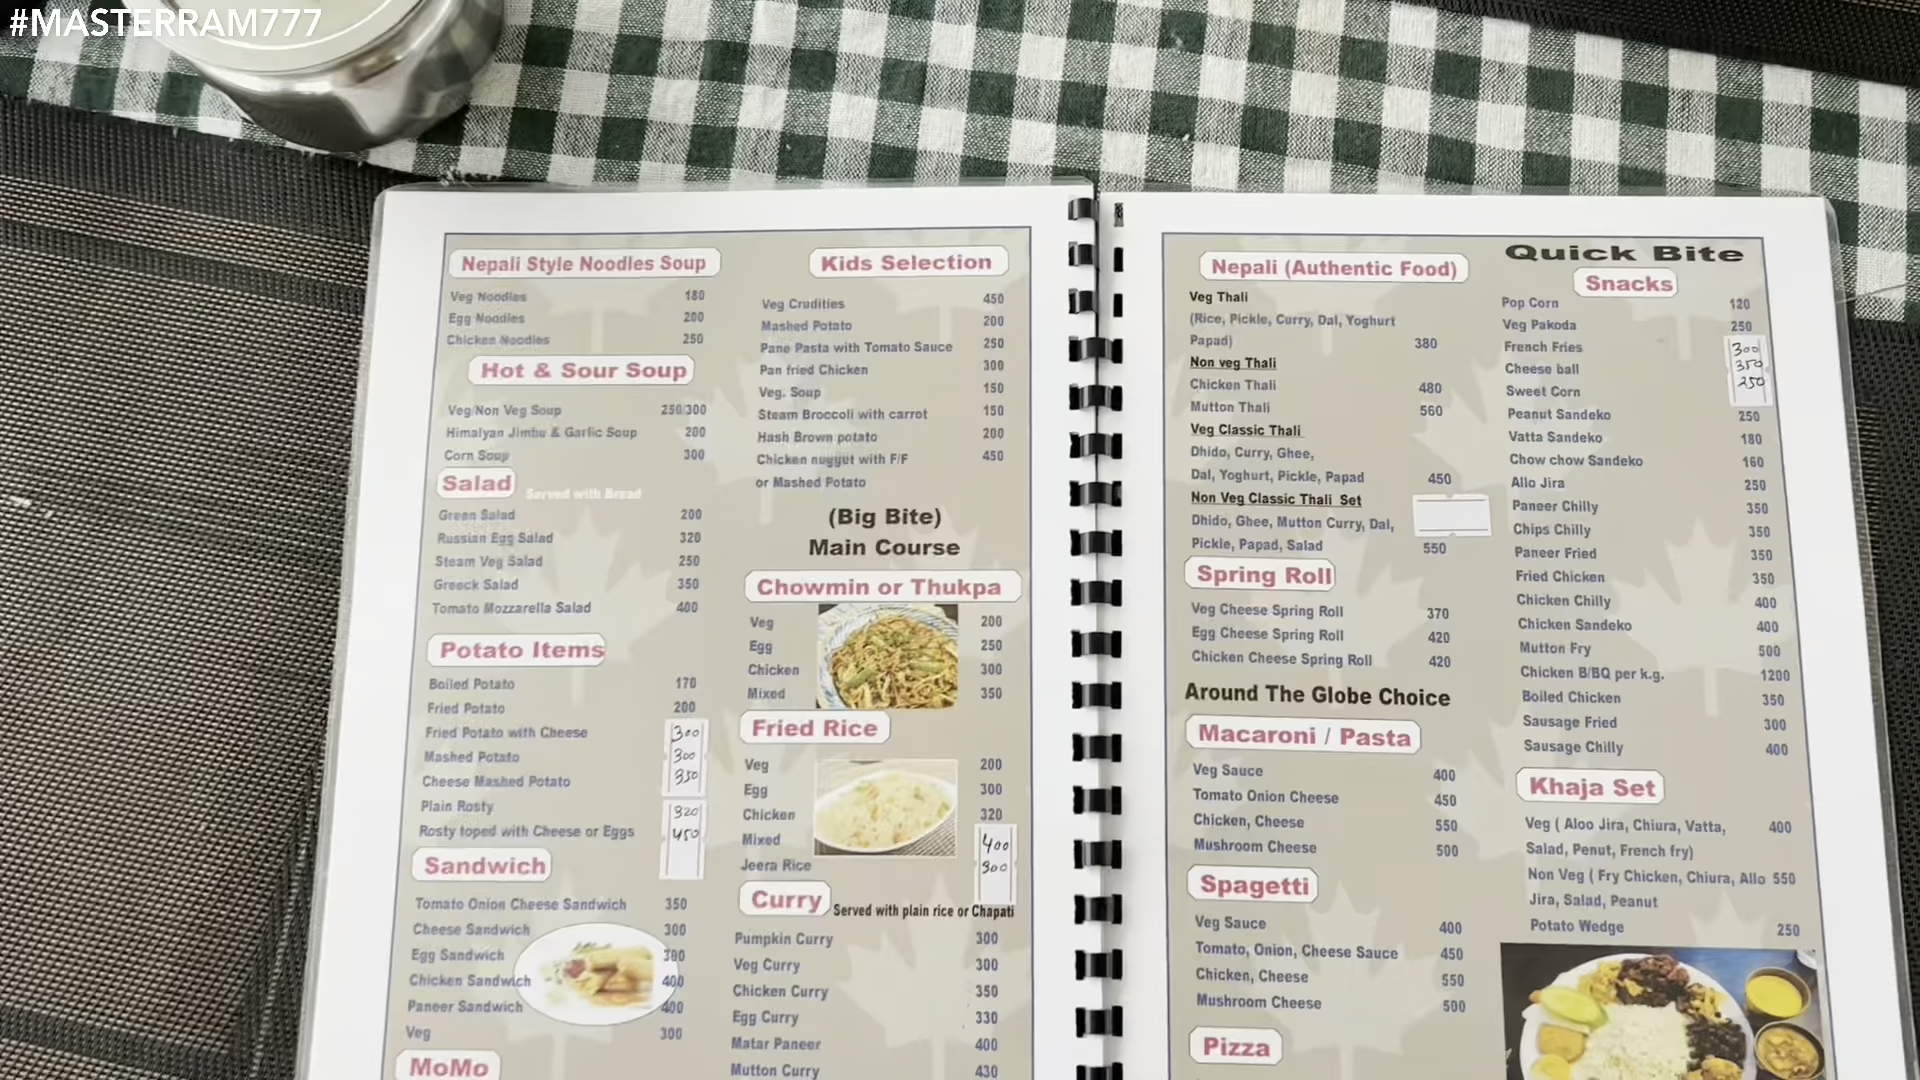 #MASTERRAM777
Nepali Style Noodles Soup
Veg Noodles 180
Egg Noodles 200
Chicken Noodles 250
Hot & Sour Soup
Veg/Non Veg Soup 250/300
Himalyan Jimbu & Garlic Soup 200
Corn Soup 300
Salad Served with Bread
Green Salad 200
Russian Egg Salad 320
Steam Veg Salad 250
Greeck Salad 350
Tomato Mozzarella Salad 400
Potato Items
Boiled Potato 170
Fried Potato 200
Fried Potato with Cheese 300
Mashed Potato 300
Cheese Mashed Potato 350
Plain Rosty 320
Rosty toped with Cheese or Eggs 450
Sandwich
Tomato Onion Cheese Sandwich 350
Cheese Sandwich 300
Egg Sandwich 380
Chicken Sandwich 400
Paneer Sandwich 400
Veg 300
MoMo
Kids Selection
Veg Crudities 450
Mashed Potato 200
Pane Pasta with Tomato Sauce 250
Pan fried Chicken 300
Veg. Soup 150
Steam Broccoli with carrot 150
Hash Brown potato 200
Chicken nugget with F/F 450
or Mashed Potato
(Big Bite)
Main Course
Chowmin or Thukpa
Veg 200
Egg 250
Chicken 300
Mixed 350
Fried Rice
Veg 200
Egg 300
Chicken 320
Mixed 400
Jeera Rice 300
Curry Served with plain rice or Chapati
Pumpkin Curry 300
Veg Curry 300
Chicken Curry 350
Egg Curry 330
Matar Paneer 400
Mutton Curry 430
Nepali (Authentic Food)
Veg Thali
(Rice, Pickle, Curry, Dal, Yoghurt
Papad) 380
Non veg Thali
Chicken Thali 480
Mutton Thali 560
Veg Classic Thali
Dhido, Curry, Ghee,
Dal, Yoghurt, Pickle, Papad 450
Non Veg Classic Thali Set
Dhido, Ghee, Mutton Curry, Dal,
Pickle, Papad, Salad 550
Spring Roll
Veg Cheese Spring Roll 370
Egg Cheese Spring Roll 420
Chicken Cheese Spring Roll 420
Around The Globe Choice
Macaroni / Pasta
Veg Sauce 400
Tomato Onion Cheese 450
Chicken, Cheese 550
Mushroom Cheese 500
Spagetti
Veg Sauce 400
Tomato, Onion, Cheese Sauce 450
Chicken, Cheese 550
Mushroom Cheese 500
Pizza
Quick Bite
Snacks
Pop Corn 120
Veg Pakoda 250
French Fries 300
Cheese ball 350
Sweet Corn 250
Peanut Sandeko 250
Vatta Sandeko 180
Chow chow Sandeko 160
Allo Jira 250
Paneer Chilly 350
Chips Chilly 350
Paneer Fried 350
Fried Chicken 350
Chicken Chilly 400
Chicken Sandeko 400
Mutton Fry 500
Chicken B/BQ per k.g. 1200
Boiled Chicken 350
Sausage Fried 300
Sausage Chilly 400
Khaja Set
Veg ( Aloo Jira, Chiura, Vatta, 400
Salad, Penut, French fry)
Non Veg ( Fry Chicken, Chiura, Allo 550
Jira, Salad, Peanut
Potato Wedge 250